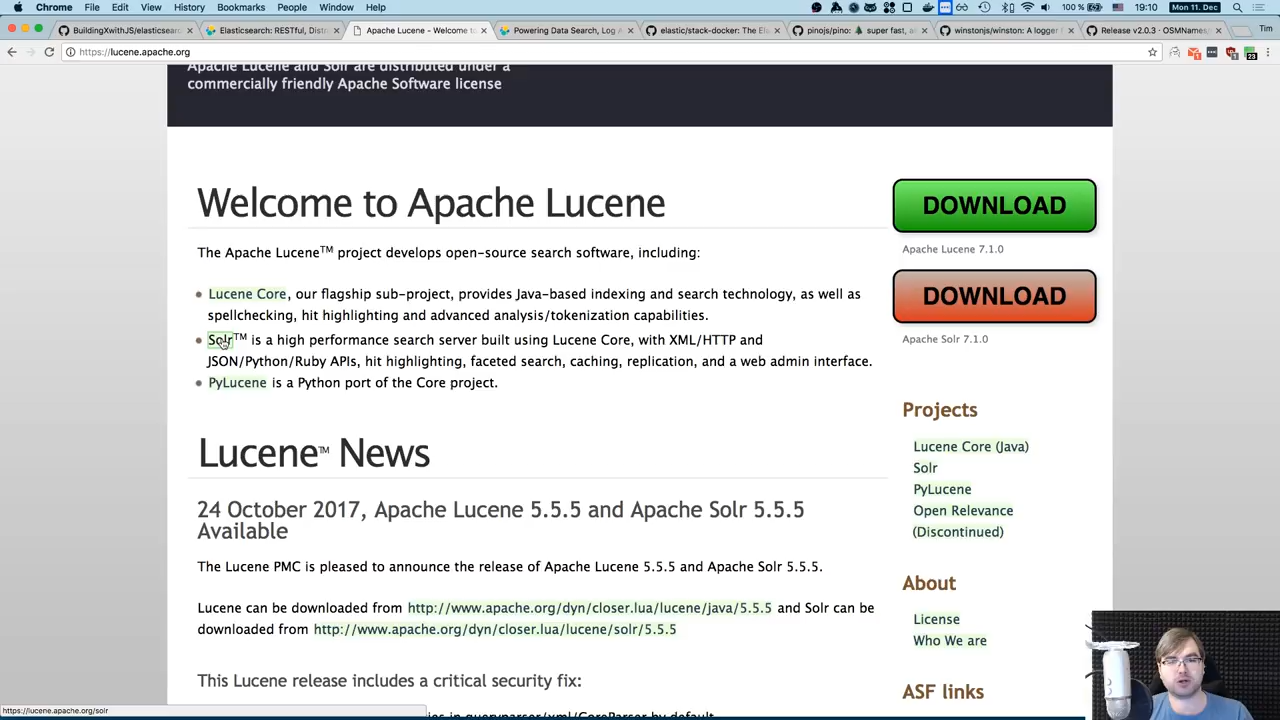 Chrome File Edit View History Bookmarks People Window Help
100 % Mon 11. Dec 19:10
BuildingXwithJS/elasticsear
Elasticsearch: RESTful, Distr
Apache Lucene - Welcome to
Powering Data Search, Log A
elastic/stack-docker: The Ela
pinojs/pino: 🌲 super fast, a
winstonjs/winston: A logger f
Release v2.0.3 · OSMNames/
Tim
https://lucene.apache.org
Apache Lucene and Solr are distributed under a
commercially friendly Apache Software license
Welcome to Apache Lucene
The Apache Lucene™ project develops open-source search software, including:
Lucene Core, our flagship sub-project, provides Java-based indexing and search technology, as well as
spellchecking, hit highlighting and advanced analysis/tokenization capabilities.
Solr™ is a high performance search server built using Lucene Core, with XML/HTTP and
JSON/Python/Ruby APIs, hit highlighting, faceted search, caching, replication, and a web admin interface.
PyLucene is a Python port of the Core project.
Lucene™ News
24 October 2017, Apache Lucene 5.5.5 and Apache Solr 5.5.5
Available
The Lucene PMC is pleased to announce the release of Apache Lucene 5.5.5 and Apache Solr 5.5.5.
Lucene can be downloaded from http://www.apache.org/dyn/closer.lua/lucene/java/5.5.5 and Solr can be
downloaded from http://www.apache.org/dyn/closer.lua/lucene/solr/5.5.5
This Lucene release includes a critical security fix:
in queryparser/xml/CoreParser by default
DOWNLOAD
Apache Lucene 7.1.0
DOWNLOAD
Apache Solr 7.1.0
Projects
Lucene Core (Java)
Solr
PyLucene
Open Relevance
(Discontinued)
About
License
Who We are
ASF links
https://lucene.apache.org/solr